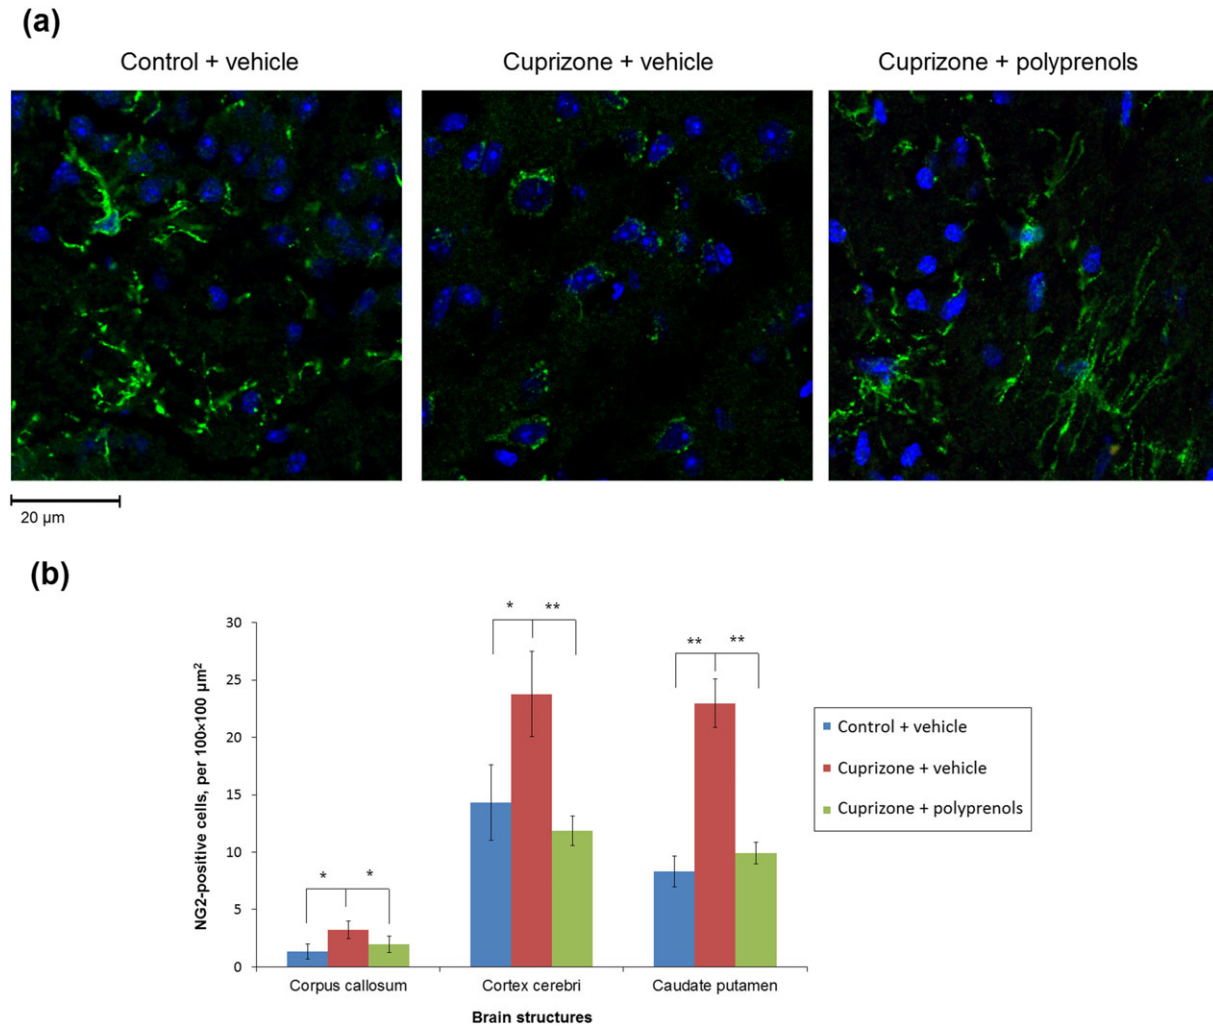 (a)
Control + vehicle
Cuprizone + vehicle
Cuprizone + polyprenols
20 µm
(b)
NG2-positive cells, per 100×100 µm²
30
25
20
15
10
5
0
* **
** **
* *
Corpus callosum
Cortex cerebri
Caudate putamen
Brain structures
Control + vehicle
Cuprizone + vehicle
Cuprizone + polyprenols